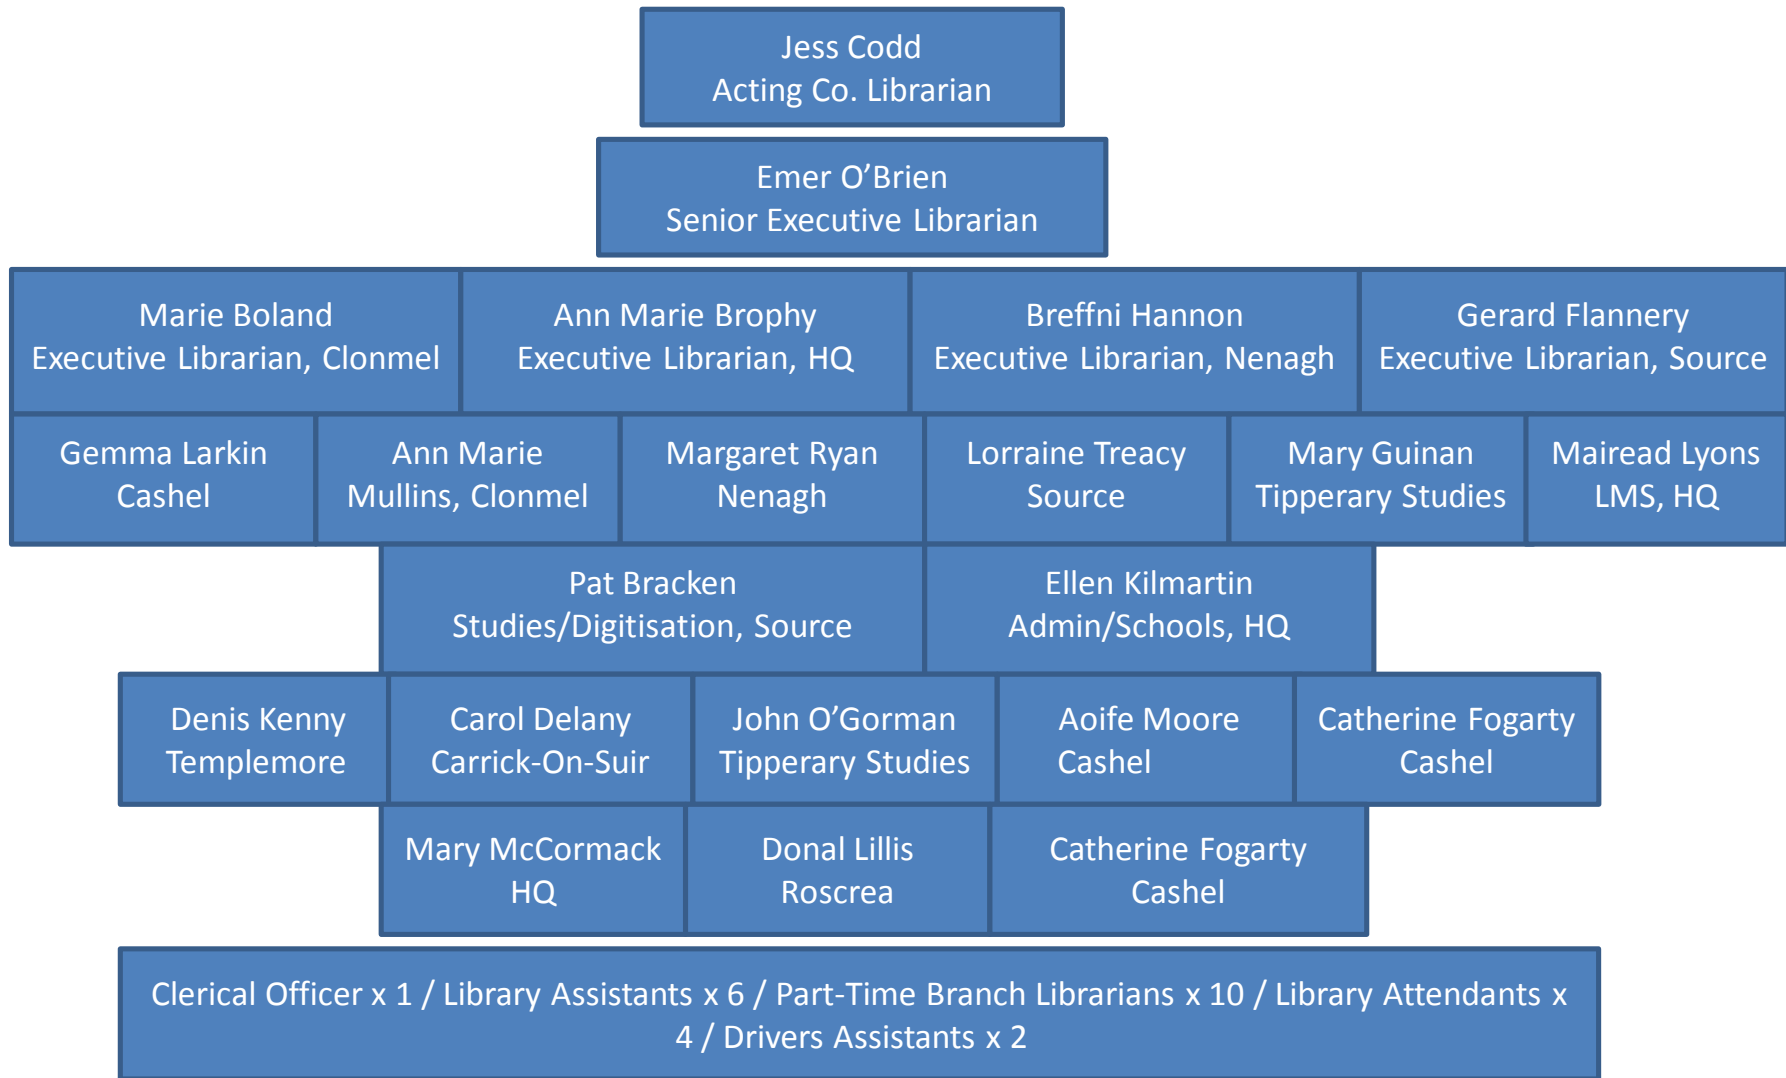 Jess Codd
Acting Co. Librarian
Emer O’Brien
Senior Executive Librarian
Marie Boland
Executive Librarian, Clonmel
Ann Marie Brophy
Executive Librarian, HQ
Breffni Hannon
Executive Librarian, Nenagh
Gerard Flannery
Executive Librarian, Source
Gemma Larkin
Cashel
Ann Marie
Mullins, Clonmel
Margaret Ryan
Nenagh
Lorraine Treacy
Source
Mary Guinan
Tipperary Studies
Mairead Lyons
LMS, HQ
Pat Bracken
Studies/Digitisation, Source
Ellen Kilmartin
Admin/Schools, HQ
Denis Kenny
Templemore
Carol Delany
Carrick-On-Suir
John O’Gorman
Tipperary Studies
Aoife Moore
Cashel
Catherine Fogarty
Cashel
Mary McCormack
HQ
Donal Lillis
Roscrea
Catherine Fogarty
Cashel
Clerical Officer x 1 / Library Assistants x 6 / Part-Time Branch Librarians x 10 / Library Attendants x
4 / Drivers Assistants x 2